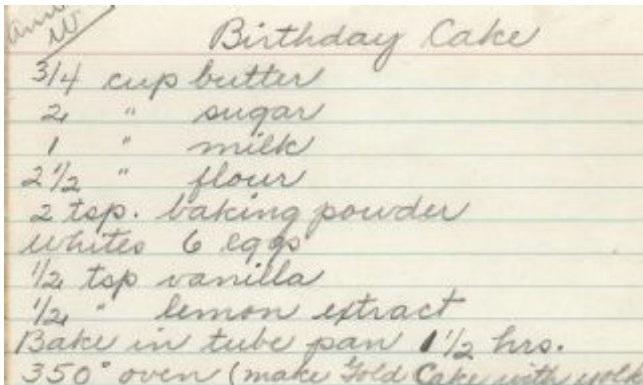 W
Birthday Cake
3/4 cup butter
2 " sugar
1 " milk
2 1/2 " flour
2 tsp. baking powder
whites 6 eggs
1/2 tsp vanilla
1/2 " lemon extract
Bake in tube pan 1 1/2 hrs.
350° oven (make Gold Cake with